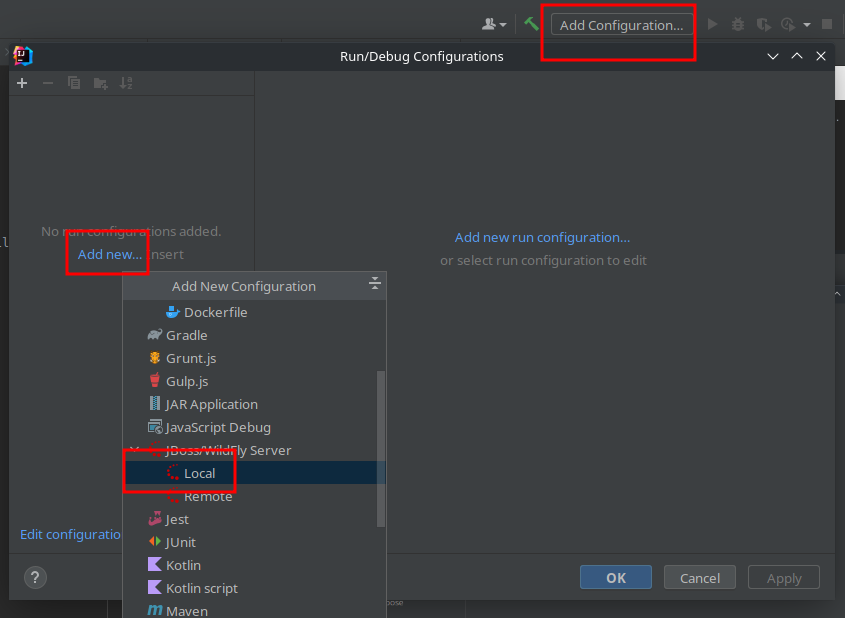 Add Configuration...
Run/Debug Configurations
No run configurations added.
Add new... insert
Add new run configuration...
or select run configuration to edit
Add New Configuration
Dockerfile
Gradle
Grunt.js
Gulp.js
JAR Application
JavaScript Debug
JBoss/WildFly Server
Local
Remote
Jest
JUnit
Edit configuratio
Kotlin
Kotlin script
Maven
?
OK
Cancel
Apply